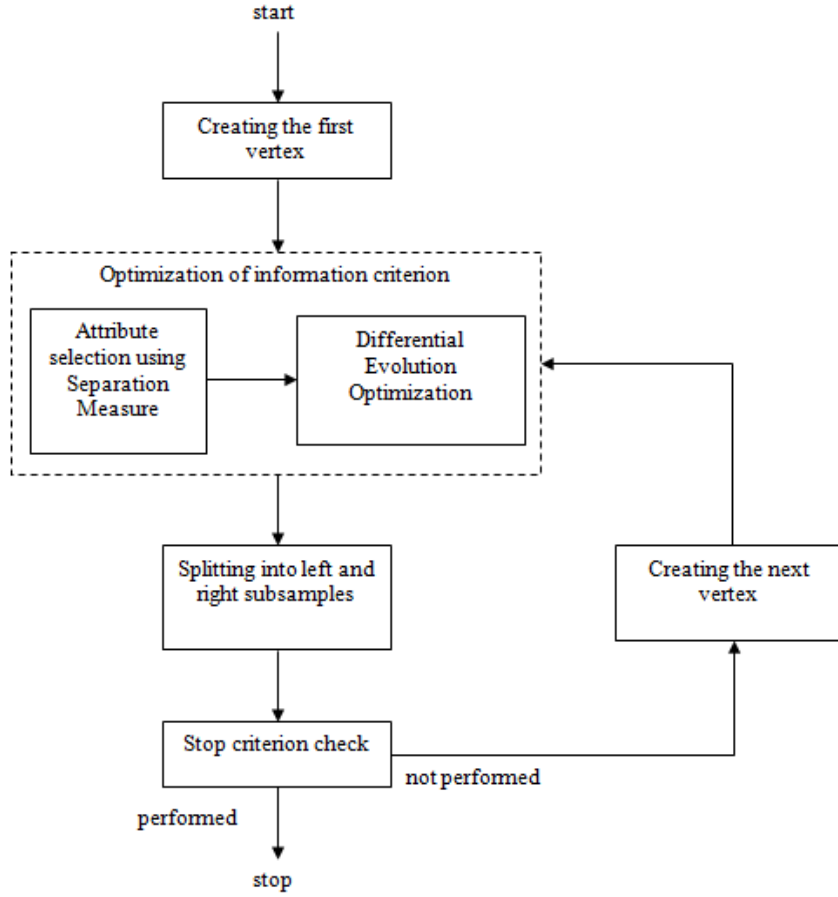 start
Creating the first
vertex
Optimization of information criterion
Attribute
selection using
Separation
Measure
Differential
Evolution
Optimization
Splitting into left and
right subsamples
Creating the next
vertex
Stop criterion check
not performed
performed
stop